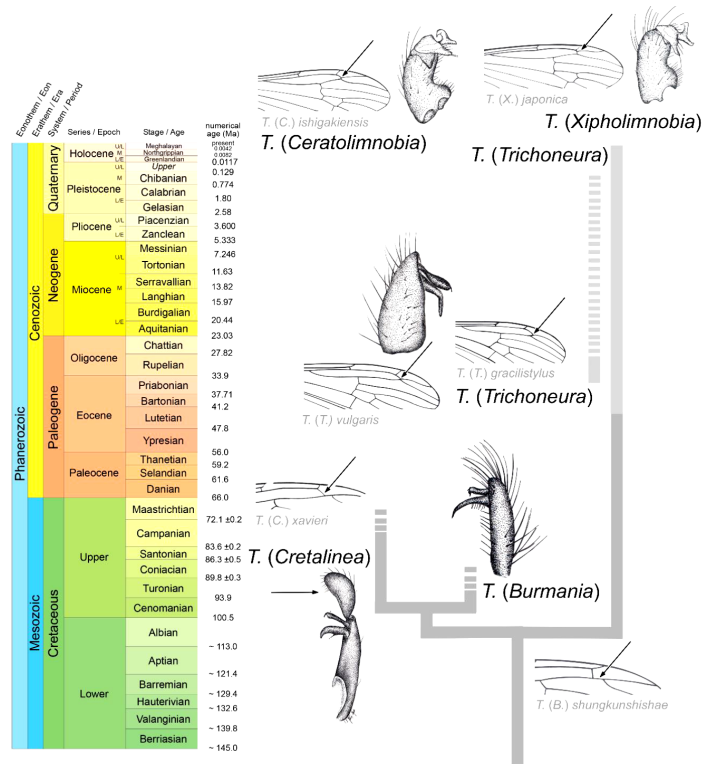 Eonothem / Eon
Erathem / Era
System / Period
Series / Epoch
Stage / Age
numerical
age (Ma)
Phanerozoic
Cenozoic
Mesozoic
Quaternary
Neogene
Paleogene
Cretaceous
Holocene
U/L
M
L/E
Pleistocene
U/L
M
L/E
Pliocene
U/L
L/E
Miocene
U/L
M
L/E
Oligocene
Eocene
Paleocene
Upper
Lower
Meghalayan
Northgrippian
Greenlandian
Upper
Chibanian
Calabrian
Gelasian
Piacenzian
Zanclean
Messinian
Tortonian
Serravallian
Langhian
Burdigalian
Aquitanian
Chattian
Rupelian
Priabonian
Bartonian
Lutetian
Ypresian
Thanetian
Selandian
Danian
Maastrichtian
Campanian
Santonian
Coniacian
Turonian
Cenomanian
Albian
Aptian
Barremian
Hauterivian
Valanginian
Berriasian
present
0.0042
0.0082
0.0117
0.129
0.774
1.80
2.58
3.600
5.333
7.246
11.63
13.82
15.97
20.44
23.03
27.82
33.9
37.71
41.2
47.8
56.0
59.2
61.6
66.0
72.1 ±0.2
83.6 ±0.2
86.3 ±0.5
89.8 ±0.3
93.9
100.5
~ 113.0
~ 121.4
~ 129.4
~ 132.6
~ 139.8
~ 145.0
T. (C.) ishigakiensis
T. (Ceratolimnobia)
T. (X.) japonica
T. (Xipholimnobia)
T. (Trichoneura)
T. (T.) gracilistylus
T. (Trichoneura)
T. (T.) vulgaris
T. (C.) xavieri
T. (Cretalinea)
T. (Burmania)
T. (B.) shungkunshishae